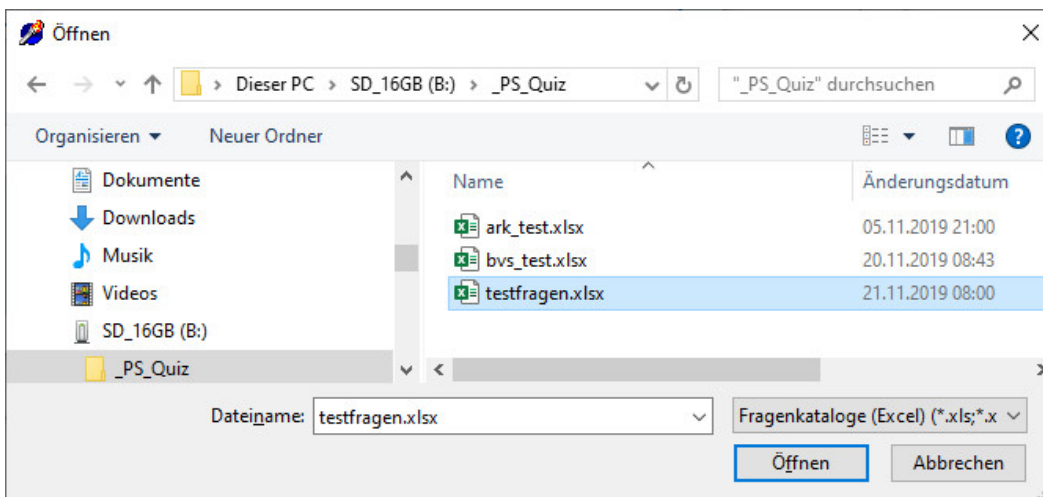 Öffnen
Dieser PC > SD_16GB (B:) > _PS_Quiz
"_PS_Quiz" durchsuchen
Organisieren
Neuer Ordner
Dokumente
Downloads
Musik
Videos
SD_16GB (B:)
_PS_Quiz
Name
Änderungsdatum
ark_test.xlsx
05.11.2019 21:00
bvs_test.xlsx
20.11.2019 08:43
testfragen.xlsx
21.11.2019 08:00
Dateiname:
testfragen.xlsx
Fragenkataloge (Excel) (*.xls;*.x
Öffnen
Abbrechen